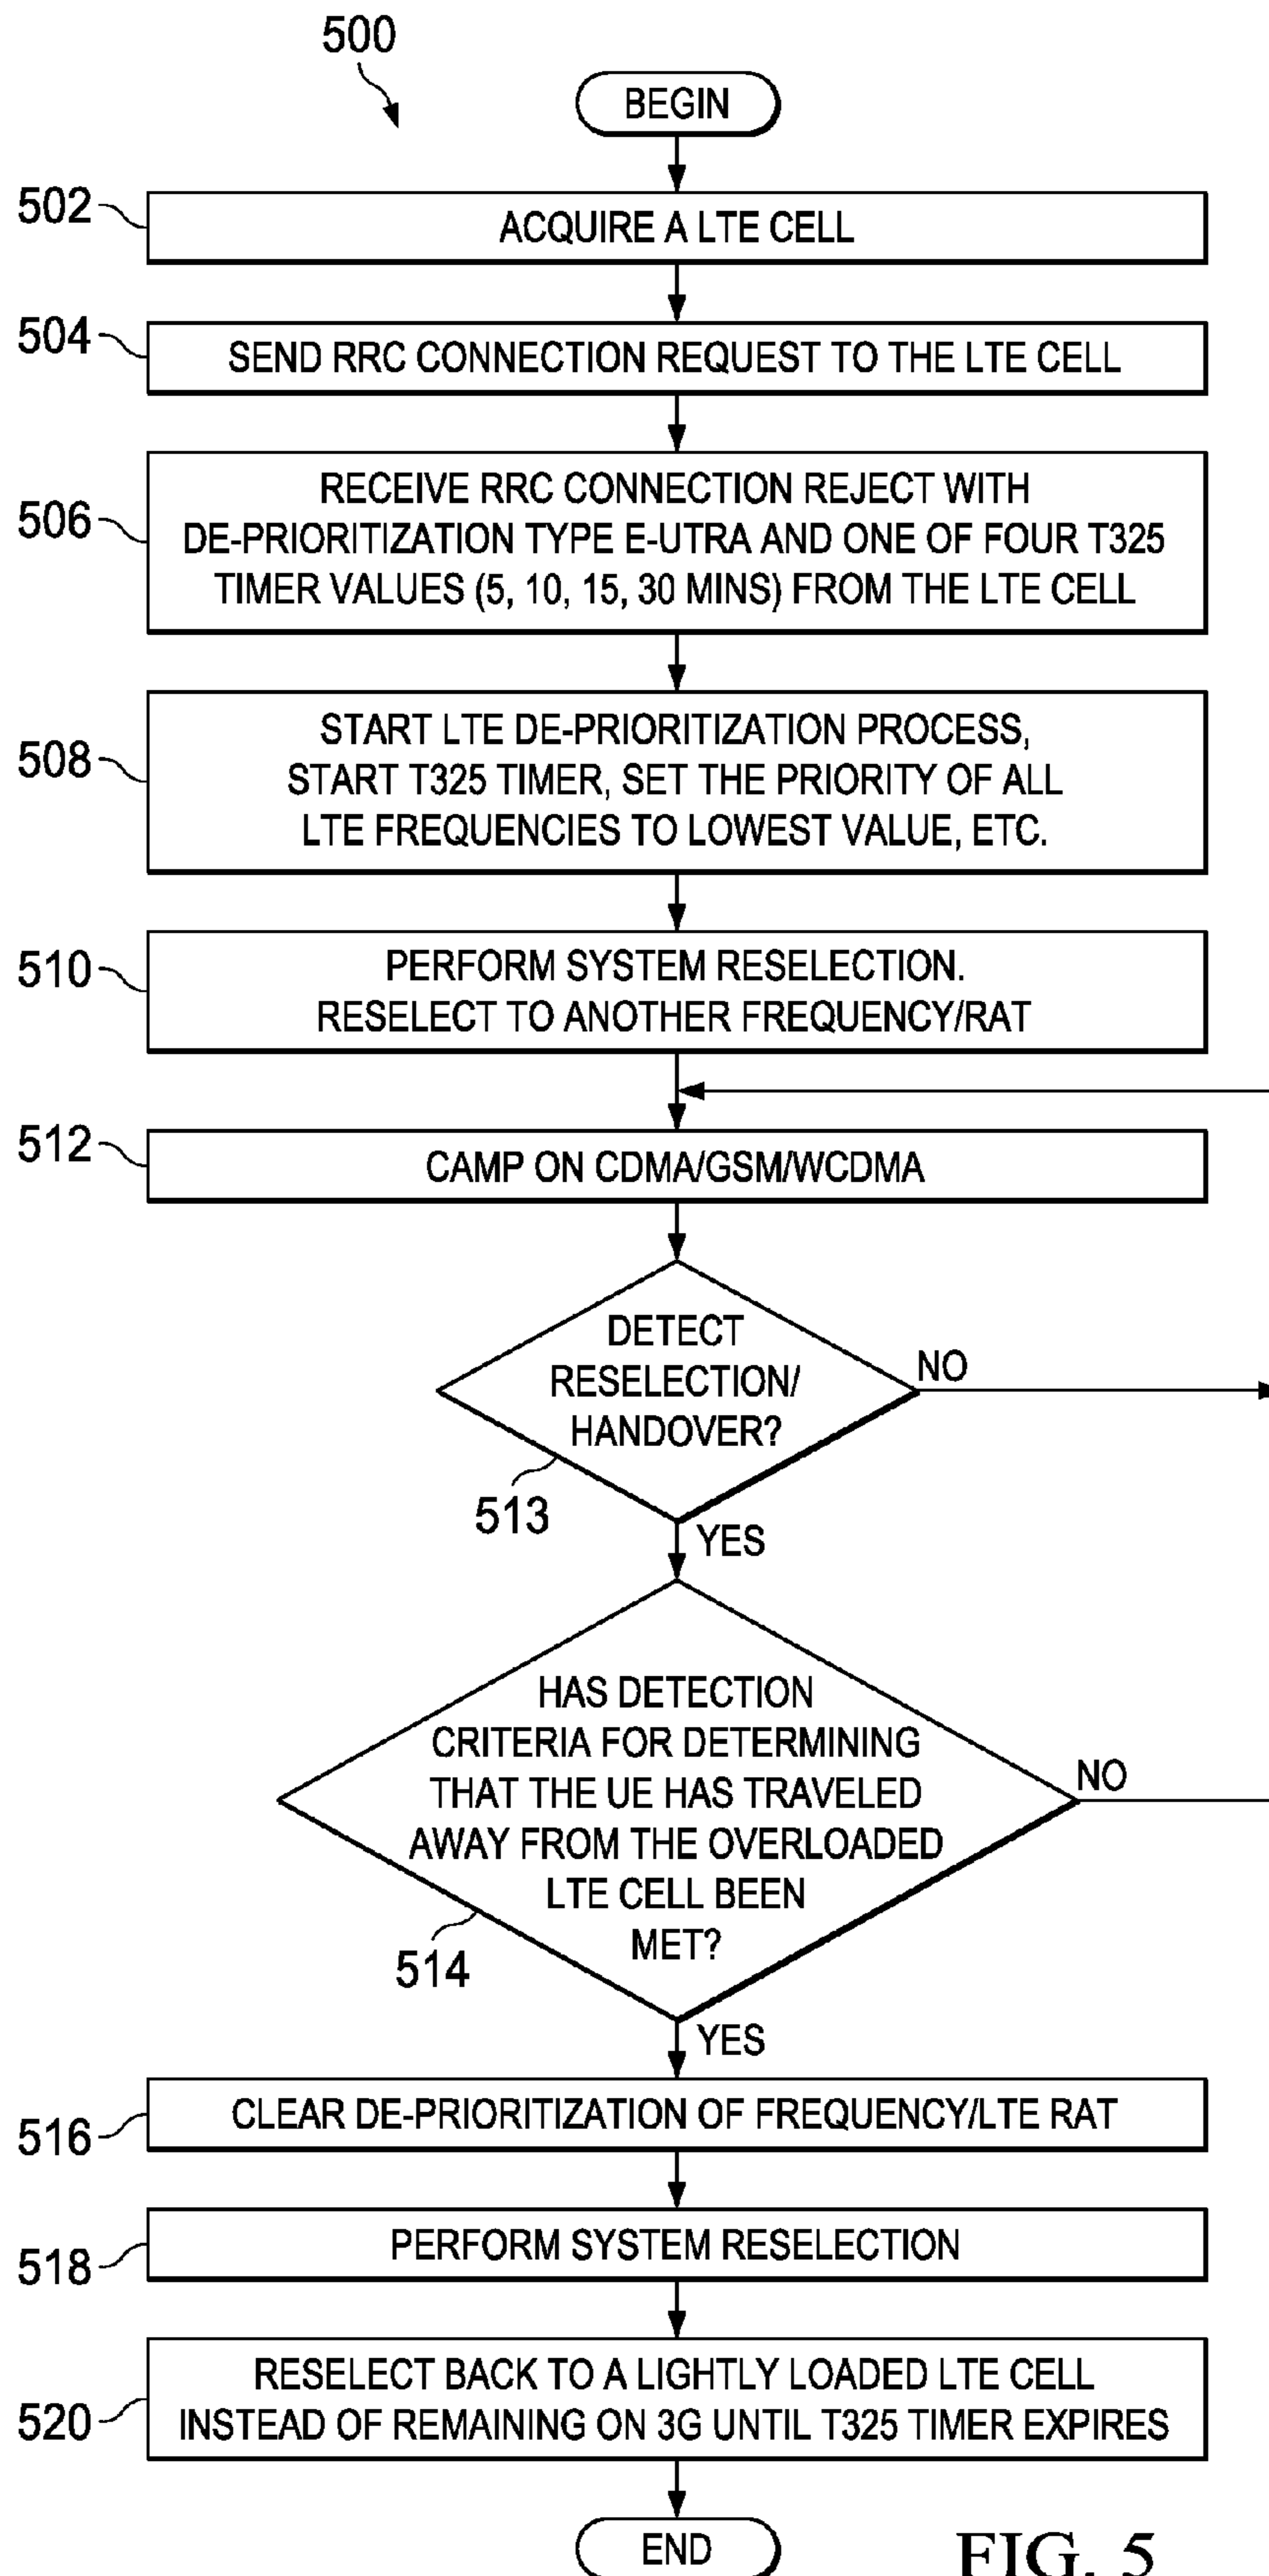 500
BEGIN
502
ACQUIRE A LTE CELL
504
SEND RRC CONNECTION REQUEST TO THE LTE CELL
506
RECEIVE RRC CONNECTION REJECT WITH
DE-PRIORITIZATION TYPE E-UTRA AND ONE OF FOUR T325
TIMER VALUES (5, 10, 15, 30 MINS) FROM THE LTE CELL
508
START LTE DE-PRIORITIZATION PROCESS,
START T325 TIMER, SET THE PRIORITY OF ALL
LTE FREQUENCIES TO LOWEST VALUE, ETC.
510
PERFORM SYSTEM RESELECTION.
RESELECT TO ANOTHER FREQUENCY/RAT
512
CAMP ON CDMA/GSM/WCDMA
DETECT
RESELECTION/
HANDOVER?
NO
513
YES
HAS DETECTION
CRITERIA FOR DETERMINING
THAT THE UE HAS TRAVELED
AWAY FROM THE OVERLOADED
LTE CELL BEEN
MET?
NO
514
YES
516
CLEAR DE-PRIORITIZATION OF FREQUENCY/LTE RAT
518
PERFORM SYSTEM RESELECTION
520
RESELECT BACK TO A LIGHTLY LOADED LTE CELL
INSTEAD OF REMAINING ON 3G UNTIL T325 TIMER EXPIRES
END
FIG. 5